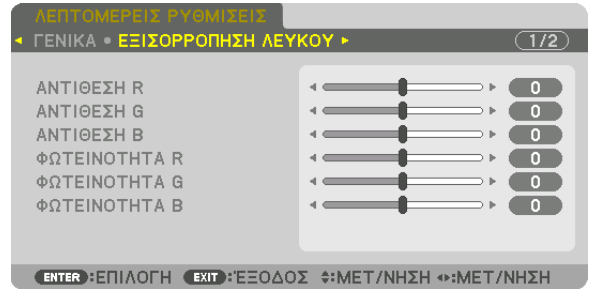 ΛΕΠΤΟΜΕΡΕΙΣ ΡΥΘΜΙΣΕΙΣ
◂ ΓΕΝΙΚΑ • ΕΞΙΣΟΡΡΟΠΗΣΗ ΛΕΥΚΟΥ ▸ 1/2
ΑΝΤΙΘΕΣΗ R 0
ΑΝΤΙΘΕΣΗ G 0
ΑΝΤΙΘΕΣΗ B 0
ΦΩΤΕΙΝΟΤΗΤΑ R 0
ΦΩΤΕΙΝΟΤΗΤΑ G 0
ΦΩΤΕΙΝΟΤΗΤΑ B 0
ENTER:ΕΠΙΛΟΓΗ EXIT:ΈΞΟΔΟΣ ♦:ΜΕΤ/ΝΗΣΗ ◂▸:ΜΕΤ/ΝΗΣΗ